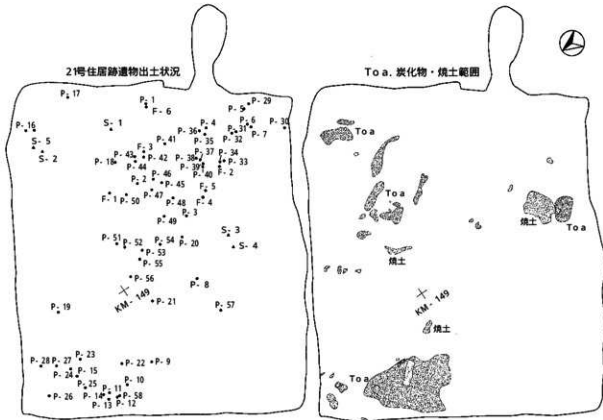 21号住居跡遺物出土状況
P- 17
P- 1
F- 6
P- 29
P- 5
P- 16
S- 1
P- 4
P- 6
P- 30
P- 36
P- 31
P- 7
S- 5
P- 41
P- 35
P- 32
S- 2
F- 3
P- 37
P- 34
P- 43
P- 42
P- 38
P- 33
P- 18
P- 44
P- 39
F- 2
P- 46
P- 40
P- 2
P- 45
F- 5
F- 1
P- 50
P- 47
P- 48
F- 4
P- 49
P- 3
S- 3
P- 51
P- 52
P- 54
P- 20
S- 4
P- 53
P- 55
P- 56
P- 8
KM- 149
P- 21
P- 57
P- 19
P- 23
P- 28
P- 27
P- 22
P- 9
P- 15
P- 24
P- 10
P- 25
P- 11
P- 26
P- 14
P- 58
P- 13
P- 12
Toa. 炭化物・焼土範囲
Toa
Toa
焼土
Toa
焼土
KM- 149
焼土
Toa